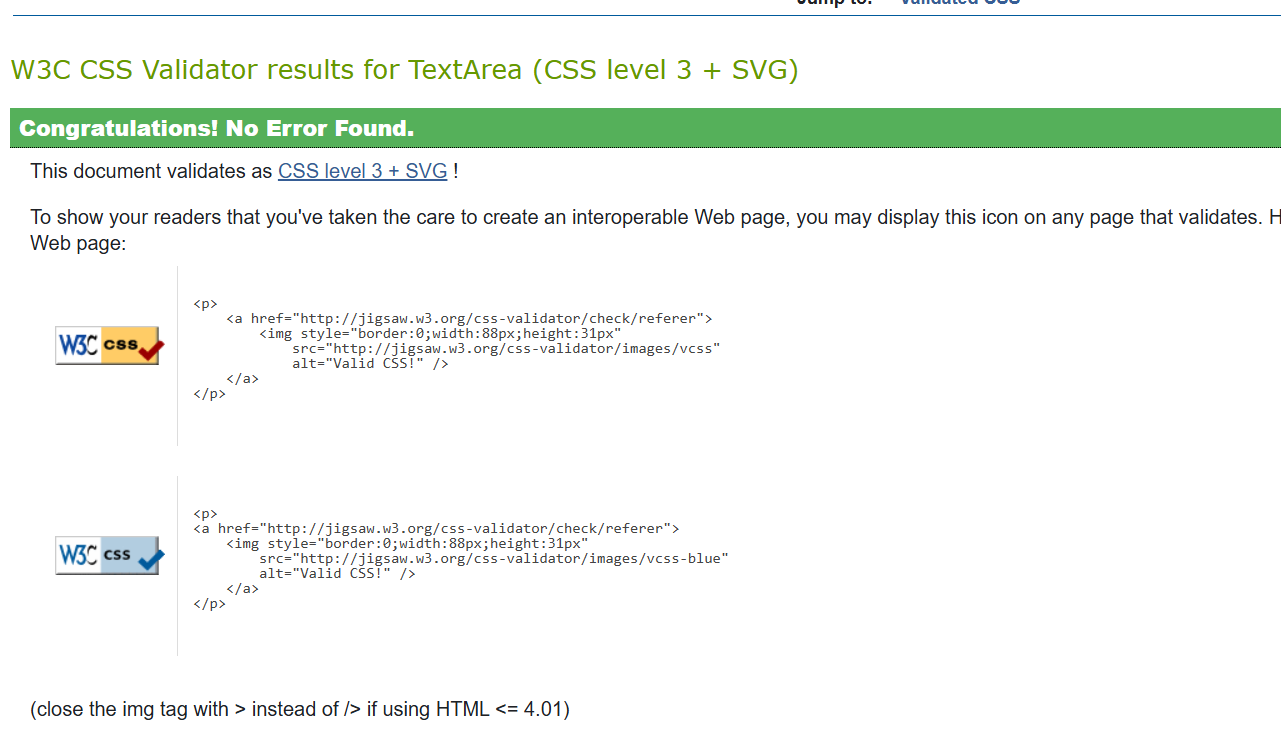 Jump to: Validated CSS
W3C CSS Validator results for TextArea (CSS level 3 + SVG)
Congratulations! No Error Found.
This document validates as CSS level 3 + SVG !
To show your readers that you've taken the care to create an interoperable Web page, you may display this icon on any page that validates. H
Web page:
W3C css
<p>
<a href="http://jigsaw.w3.org/css-validator/check/referer">
<img style="border:0;width:88px;height:31px"
src="http://jigsaw.w3.org/css-validator/images/vcss"
alt="Valid CSS!" />
</a>
</p>
W3C css
<p>
<a href="http://jigsaw.w3.org/css-validator/check/referer">
<img style="border:0;width:88px;height:31px"
src="http://jigsaw.w3.org/css-validator/images/vcss-blue"
alt="Valid CSS!" />
</a>
</p>
(close the img tag with > instead of /> if using HTML <= 4.01)